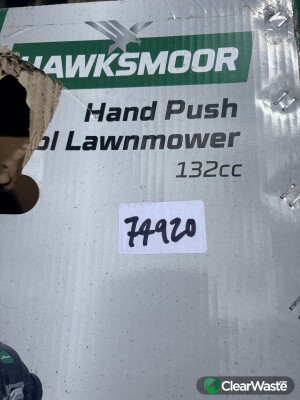 HAWKSMOOR
Hand Push
ol Lawnmower
132cc
74920
ClearWaste